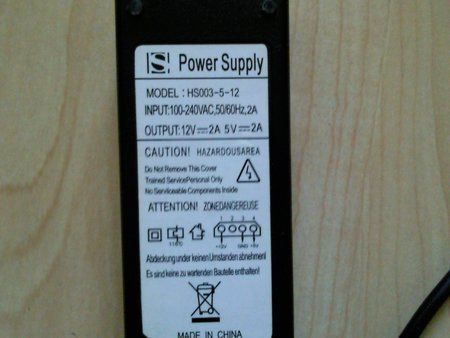 S Power Supply
MODEL : HS003-5-12
INPUT:100-240VAC,50/60Hz,2A
OUTPUT:12V⎓2A 5V⎓2A
CAUTION! HAZARDOUSAREA
Do Not Remove This Cover
Trained ServicePersonal Only
No Serviceable Components Inside
ATTENTION! ZONEDANGEREUSE
1 2 3 4
+12V GND +5V
Abdeckung unter keinen Umstanden abnehmen!
Es sind keine zu wartenden Bauteile enthalten!
MADE IN CHINA